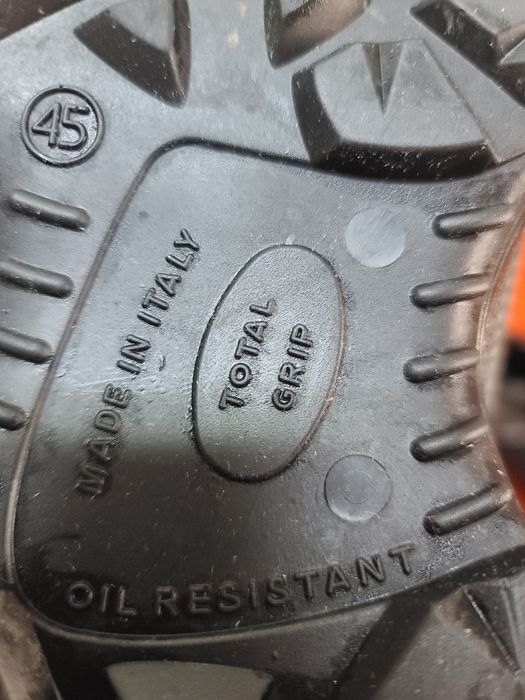 45
MADE IN ITALY
TOTAL
GRIP
OIL RESISTANT